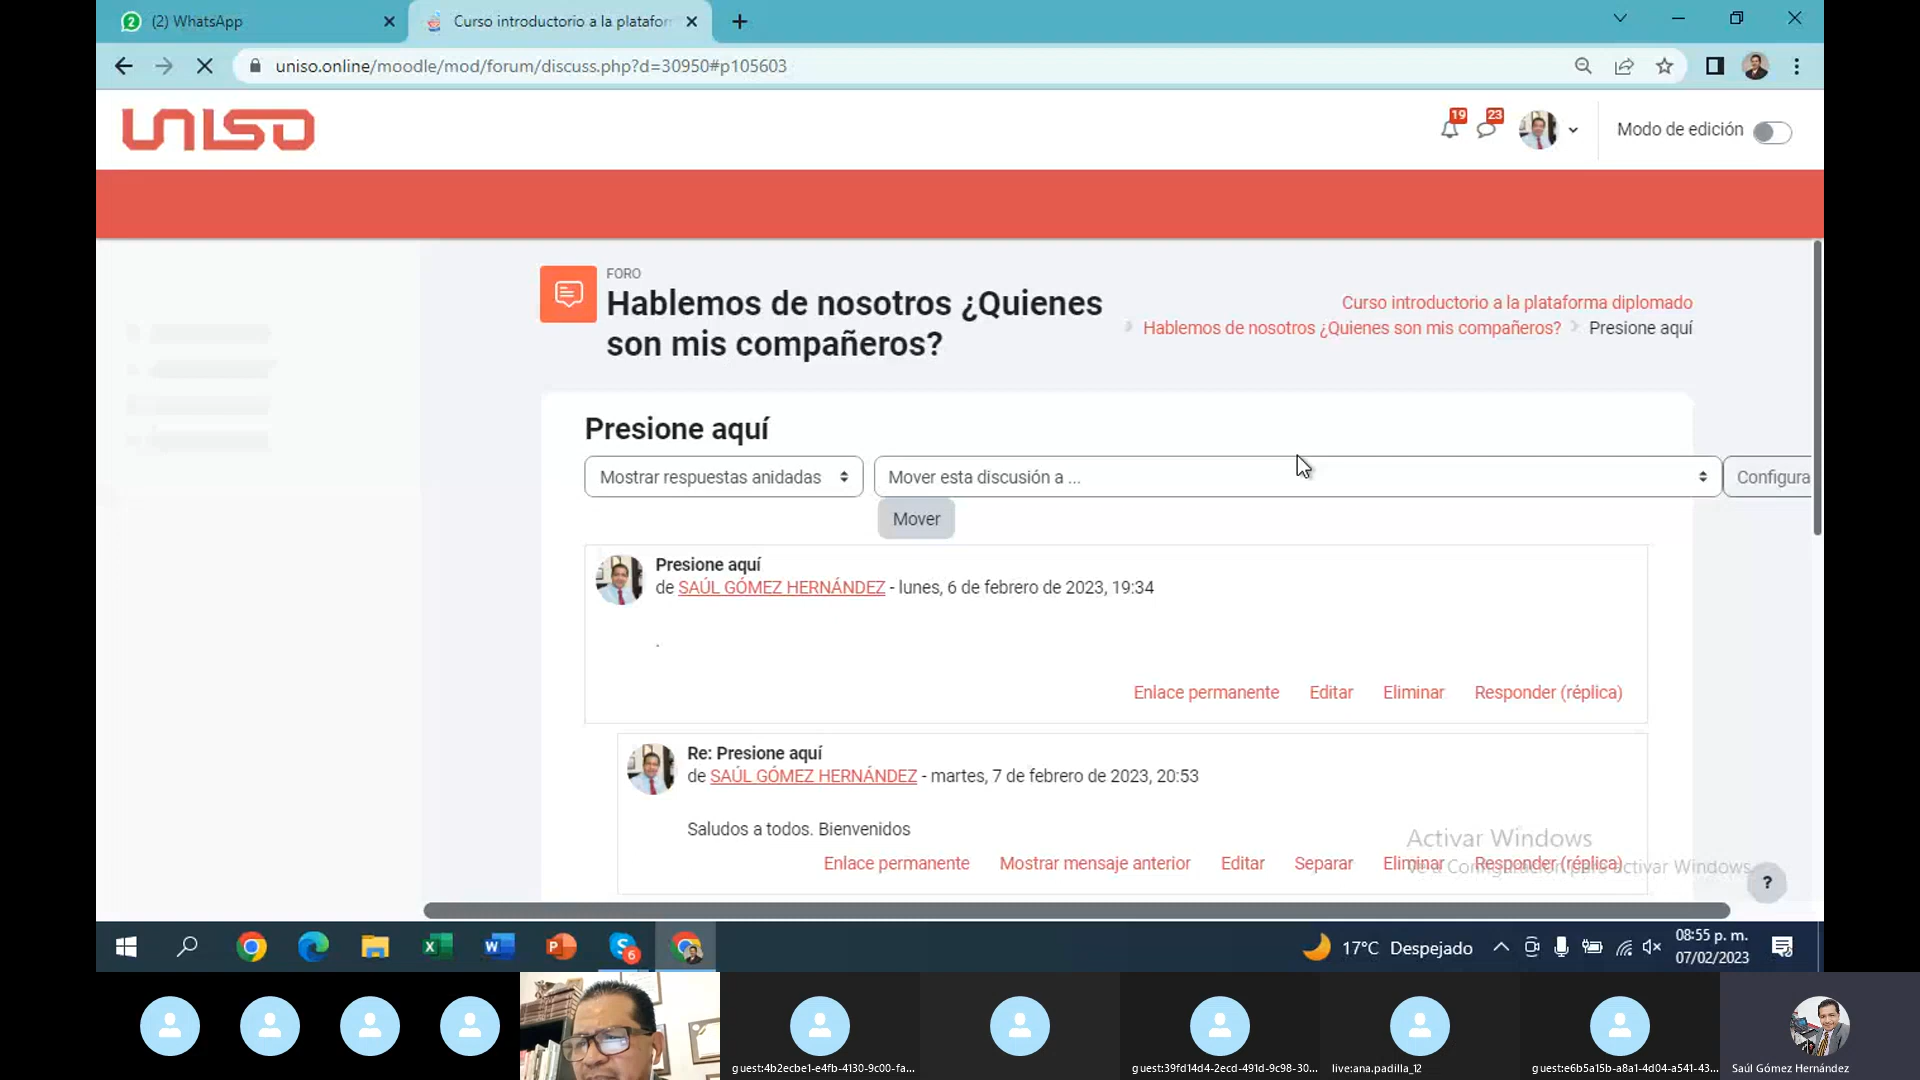 (2) WhatsApp
Curso introductorio a la platafor
uniso.online/moodle/mod/forum/discuss.php?d=30950#p105603
UNISO
19
23
Modo de edición
FORO
Hablemos de nosotros ¿Quienes
son mis compañeros?
Curso introductorio a la plataforma diplomado
Hablemos de nosotros ¿Quienes son mis compañeros?
Presione aquí
Presione aquí
Mostrar respuestas anidadas
Mover esta discusión a ...
Configura
Mover
Presione aquí
de SAÚL GÓMEZ HERNÁNDEZ - lunes, 6 de febrero de 2023, 19:34
.
Enlace permanente
Editar
Eliminar
Responder (réplica)
Re: Presione aquí
de SAÚL GÓMEZ HERNÁNDEZ - martes, 7 de febrero de 2023, 20:53
Saludos a todos. Bienvenidos
Enlace permanente
Mostrar mensaje anterior
Editar
Separar
Eliminar
Responder (réplica)
Activar Windows
Ve a Configuración para activar Windows.
?
6
17°C Despejado
08:55 p. m.
07/02/2023
guest:4b2ecbe1-e4fb-4130-9c00-fa...
guest:39fd14d4-2ecd-491d-9c98-30...
live:ana.padilla_12
guest:e6b5a15b-a8a1-4d04-a541-43...
Saúl Gómez Hernández